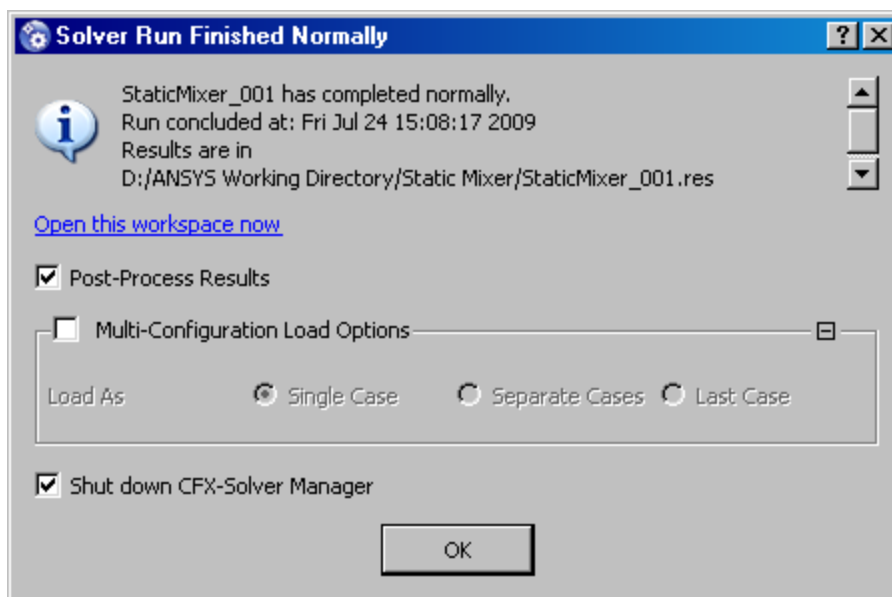 Solver Run Finished Normally
StaticMixer_001 has completed normally.
Run concluded at: Fri Jul 24 15:08:17 2009
Results are in
D:/ANSYS Working Directory/Static Mixer/StaticMixer_001.res
Open this workspace now
Post-Process Results
Multi-Configuration Load Options
Load As Single Case Separate Cases Last Case
Shut down CFX-Solver Manager
OK